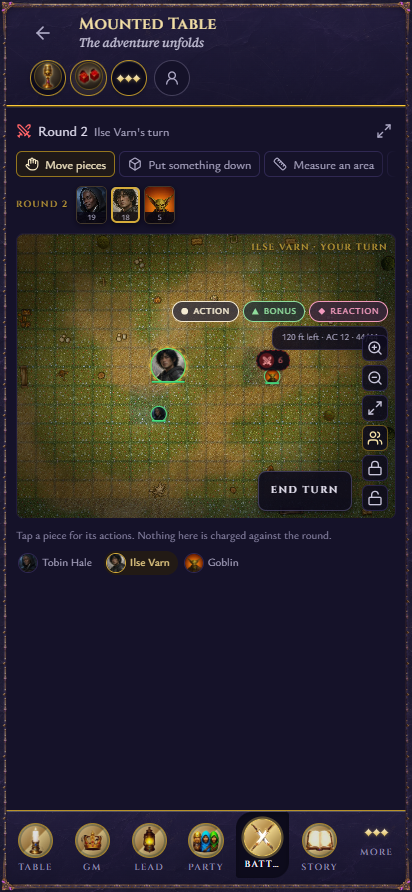 Mounted Table
The adventure unfolds
Round 2 Ilse Varn's turn
Move pieces
Put something down
Measure an area
ROUND 2
19
18
5
ILSE VARN · YOUR TURN
ACTION
BONUS
REACTION
120 ft left · AC 12 ·
6
END TURN
Tap a piece for its actions. Nothing here is charged against the round.
Tobin Hale
Ilse Varn
Goblin
TABLE
GM
LEAD
PARTY
BATT…
STORY
MORE